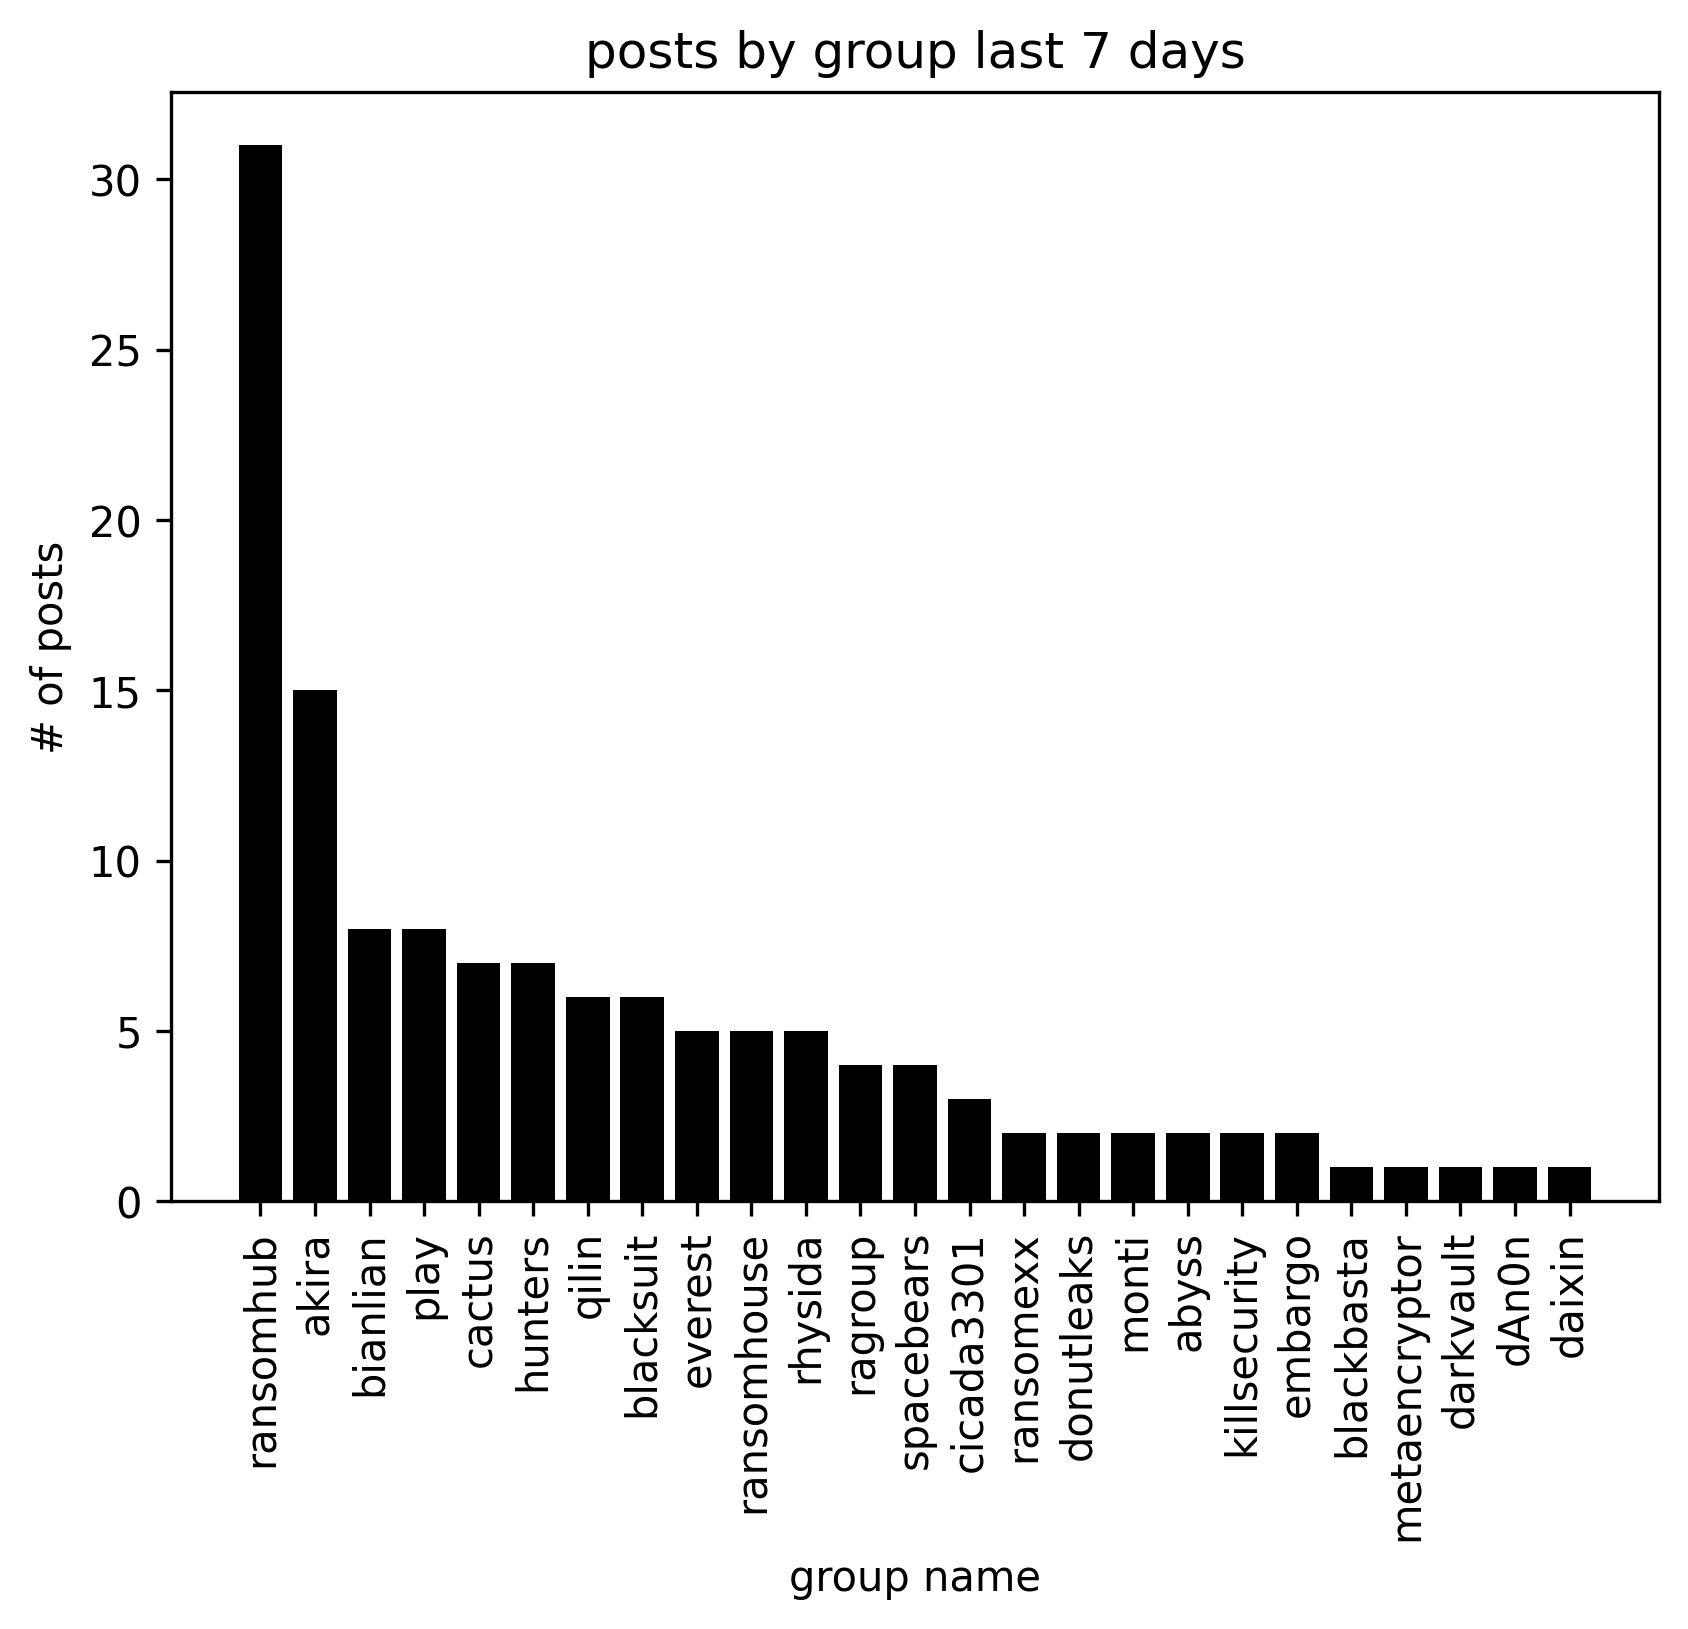 posts by group last 7 days
# of posts
30
25
20
15
10
5
0
ransomhub
akira
bianlian
play
cactus
hunters
qilin
blacksuit
everest
ransomhouse
rhysida
ragroup
spacebears
cicada3301
ransomexx
donutleaks
monti
abyss
killsecurity
embargo
blackbasta
metaencryptor
darkvault
dAn0n
daixin
group name